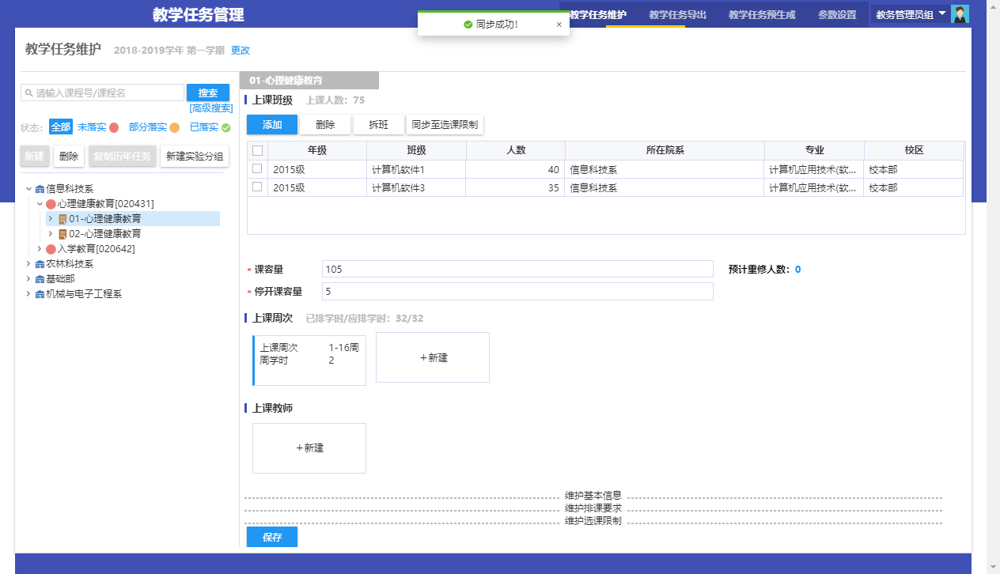 教学任务管理
教学任务维护 教学任务导出 教学任务预生成 参数设置 教务管理员组
同步成功! ×
教学任务维护 2018-2019学年 第一学期 更改
请输入课程号/课程名 搜索
[高级搜索]
状态: 全部 未落实 部分落实 已落实
新建 删除 复制历年任务 新建实验分组
信息科技系
心理健康教育[020431]
01-心理健康教育
02-心理健康教育
入学教育[020642]
农林科技系
基础部
机械与电子工程系
01-心理健康教育
上课班级 上课人数: 75
添加 删除 拆班 同步至选课限制
年级 班级 人数 所在院系 专业 校区
2015级 计算机软件1 40 信息科技系 计算机应用技术(软... 校本部
2015级 计算机软件3 35 信息科技系 计算机应用技术(软... 校本部
* 课容量 105 预计重修人数: 0
* 停开课容量 5
上课周次 已排学时/应排学时: 32/32
上课周次 1-16周
周学时 2
+新建
上课教师
+新建
维护基本信息
维护排课要求
维护选课限制
保存